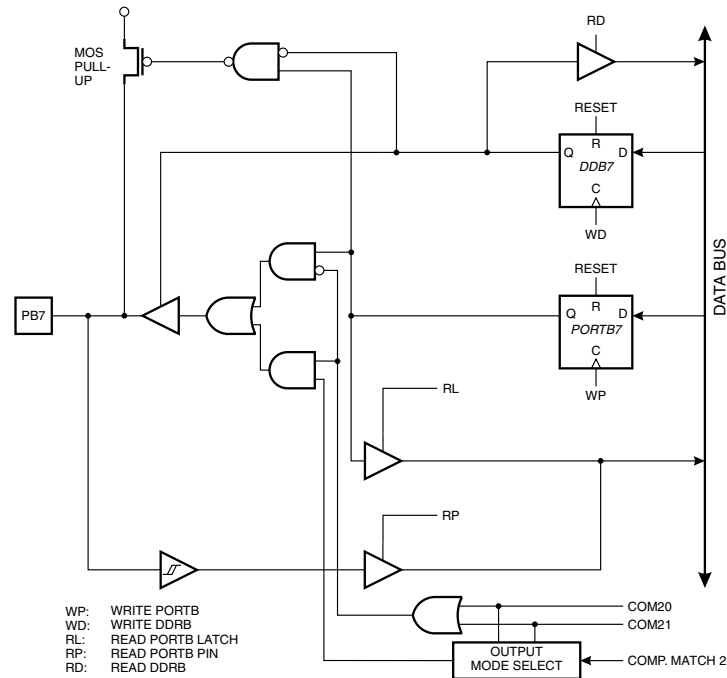 RD
MOS
PULL-
UP
RESET
R
Q
D
DDB7
C
WD
DATA BUS
RESET
R
PB7
Q
D
PORTB7
C
WP
RL
RP
WP: WRITE PORTB
WD: WRITE DDRB
RL: READ PORTB LATCH
RP: READ PORTB PIN
RD: READ DDRB
COM20
COM21
OUTPUT
MODE SELECT
COMP. MATCH 2